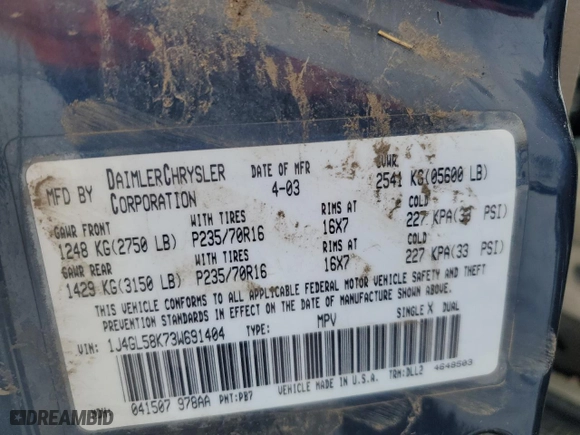 MFD BY DAIMLERCHRYSLER CORPORATION DATE OF MFR 4-03 GVWR 2541 KG(05600 LB)
GAWR FRONT WITH TIRES RIMS AT COLD
1248 KG(2750 LB) P235/70R16 16X7 227 KPA(33 PSI)
GAWR REAR WITH TIRES RIMS AT COLD
1429 KG(3150 LB) P235/70R16 16X7 227 KPA(33 PSI)
THIS VEHICLE CONFORMS TO ALL APPLICABLE FEDERAL MOTOR VEHICLE SAFETY AND THEFT
PREVENTION STANDARDS IN EFFECT ON THE DATE OF MANUFACTURE SHOWN ABOVE.
VIN: 1J4GL58K73W691404 TYPE: MPV SINGLE X DUAL
041507 978AA PNT:PB7 VEHICLE MADE IN U.S.A. TRM:DLL2 4648503
DREAMBID